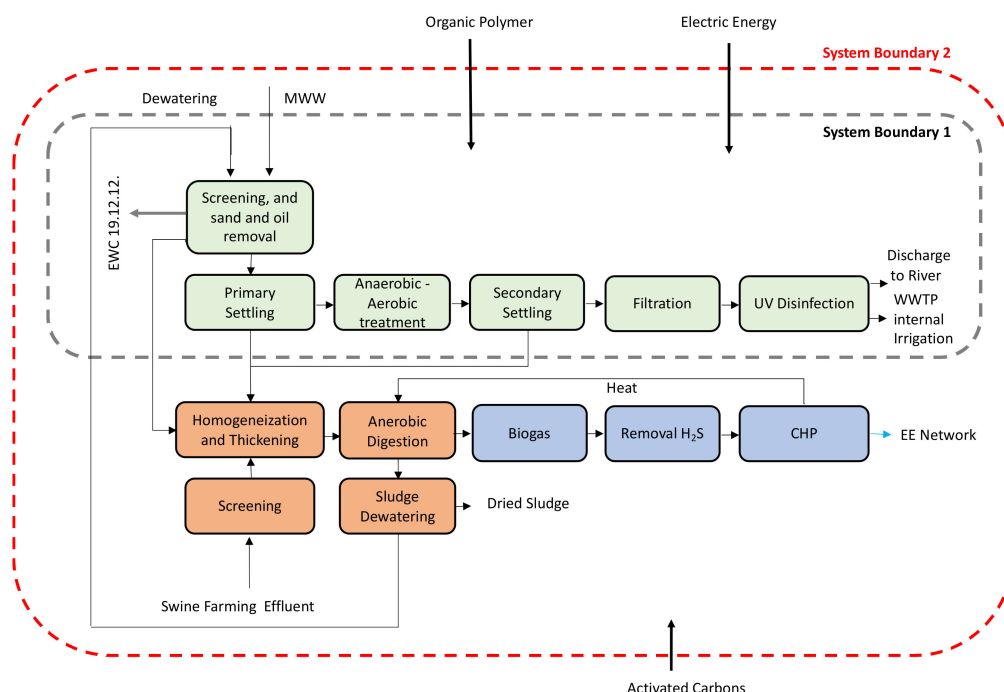 Organic Polymer
Electric Energy
System Boundary 2
Dewatering
MWW
System Boundary 1
EWC 19.12.12.
Screening, and
sand and oil
removal
Primary
Settling
Anaerobic -
Aerobic
treatment
Secondary
Settling
Filtration
UV Disinfection
Discharge
to River
WWTP
internal
Irrigation
Heat
Homogeneization
and Thickening
Anerobic
Digestion
Biogas
Removal H₂S
CHP
EE Network
Screening
Sludge
Dewatering
Dried Sludge
Swine Farming Effluent
Activated Carbons